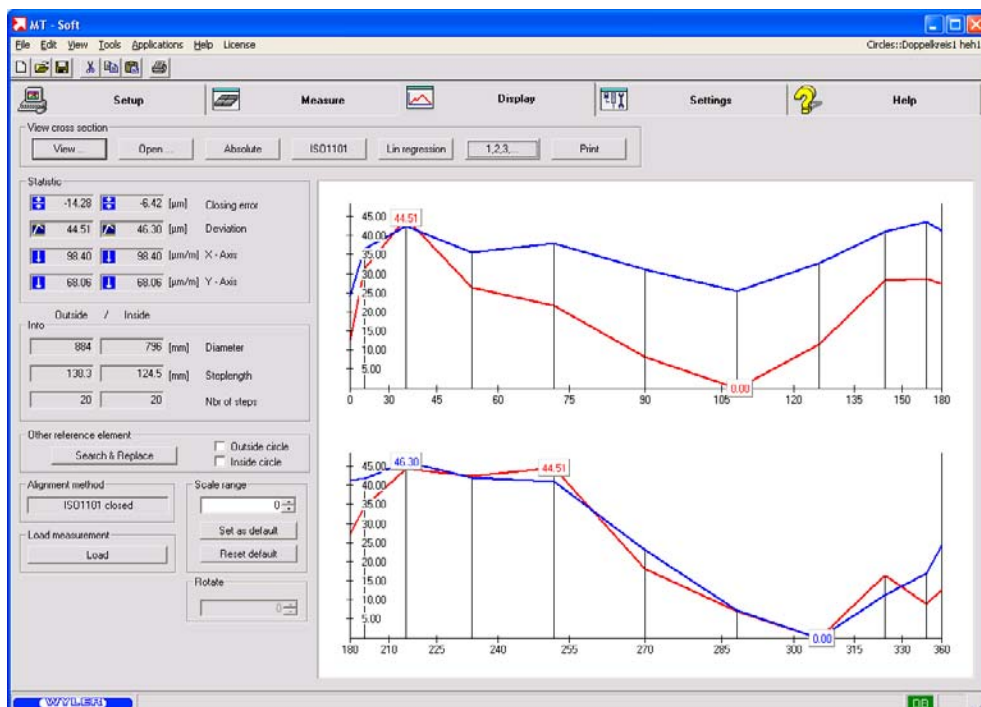 MT - Soft
File Edit View Tools Applications Help License
Circles::Doppelkreis1 heh1
Setup Measure Display Settings Help
View cross section
View ... Open ... Absolute ISO1101 Lin regression 1,2,3,... Print
Statistic
-14.28 -6.42 [µm] Closing error
44.51 46.30 [µm] Deviation
98.40 98.40 [µm/m] X - Axis
68.06 68.06 [µm/m] Y - Axis
Outside / Inside
Info
884 796 [mm] Diameter
138.3 124.5 [mm] Steplength
20 20 Nbr of steps
Other reference element
Search & Replace
Outside circle
Inside circle
Alignment method
ISO1101 closed
Scale range
0
Set as default
Reset default
Load measurement
Load
Rotate
0
45.00
44.51
40.00
35.00
30.00
25.00
20.00
15.00
10.00
5.00
0.00
0 30 45 60 75 90 105 120 135 150 180
45.00
46.30
44.51
40.00
35.00
30.00
25.00
20.00
15.00
10.00
5.00
0.00
180 210 225 240 255 270 285 300 315 330 360
WYLER